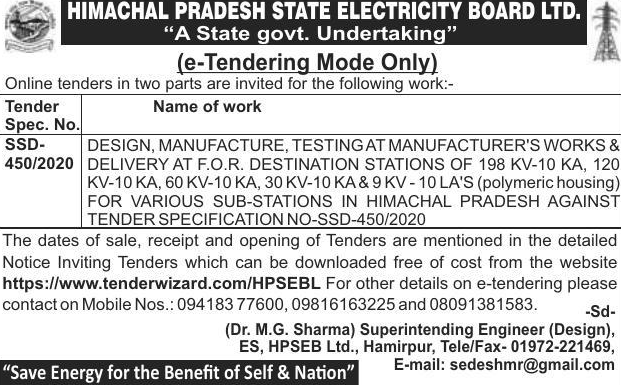 HIMACHAL PRADESH STATE ELECTRICITY BOARD LTD.
“A State govt. Undertaking”
(e-Tendering Mode Only)
Online tenders in two parts are invited for the following work:-
Tender Spec. No.
Name of work
SSD-450/2020
DESIGN, MANUFACTURE, TESTING AT MANUFACTURER'S WORKS &
DELIVERY AT F.O.R. DESTINATION STATIONS OF 198 KV-10 KA, 120
KV-10 KA, 60 KV-10 KA, 30 KV-10 KA & 9 KV - 10 LA'S (polymeric housing)
FOR VARIOUS SUB-STATIONS IN HIMACHAL PRADESH AGAINST
TENDER SPECIFICATION NO-SSD-450/2020
The dates of sale, receipt and opening of Tenders are mentioned in the detailed
Notice Inviting Tenders which can be downloaded free of cost from the website
https://www.tenderwizard.com/HPSEBL For other details on e-tendering please
contact on Mobile Nos.: 094183 77600, 09816163225 and 08091381583.
-Sd-
(Dr. M.G. Sharma) Superintending Engineer (Design),
ES, HPSEB Ltd., Hamirpur, Tele/Fax- 01972-221469,
E-mail: sedeshmr@gmail.com
“Save Energy for the Benefit of Self & Nation”